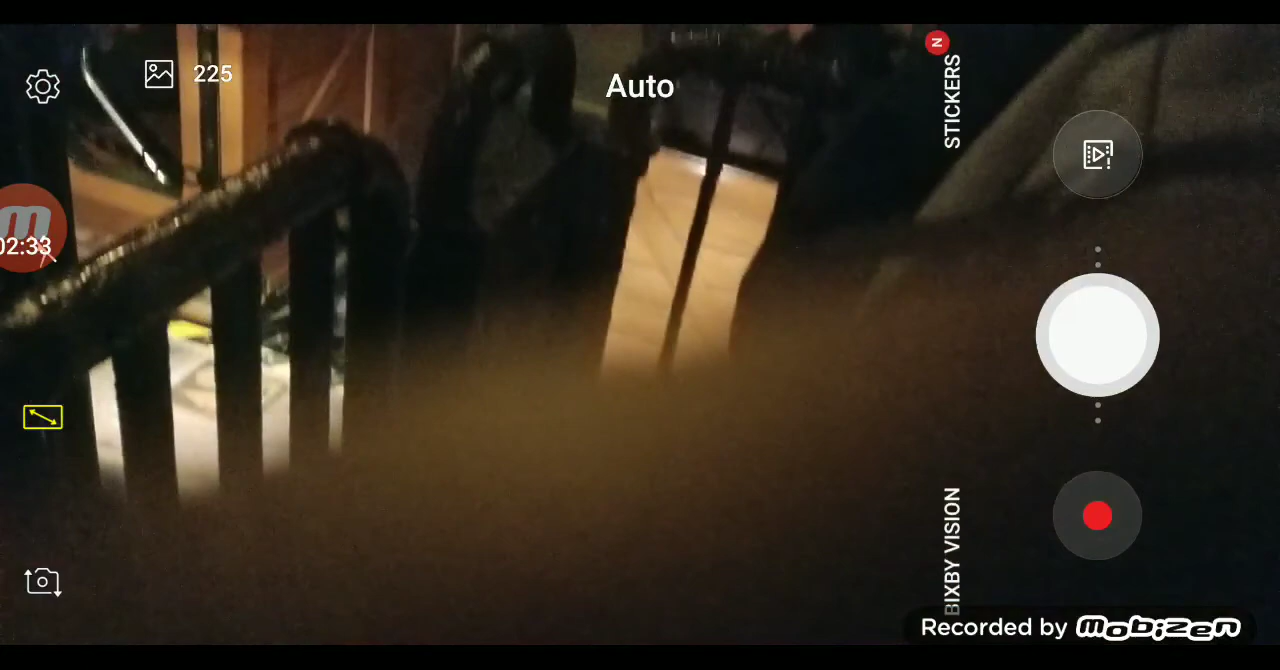 225
Auto
N
STICKERS
02:33
BIXBY VISION
Recorded by mobizen